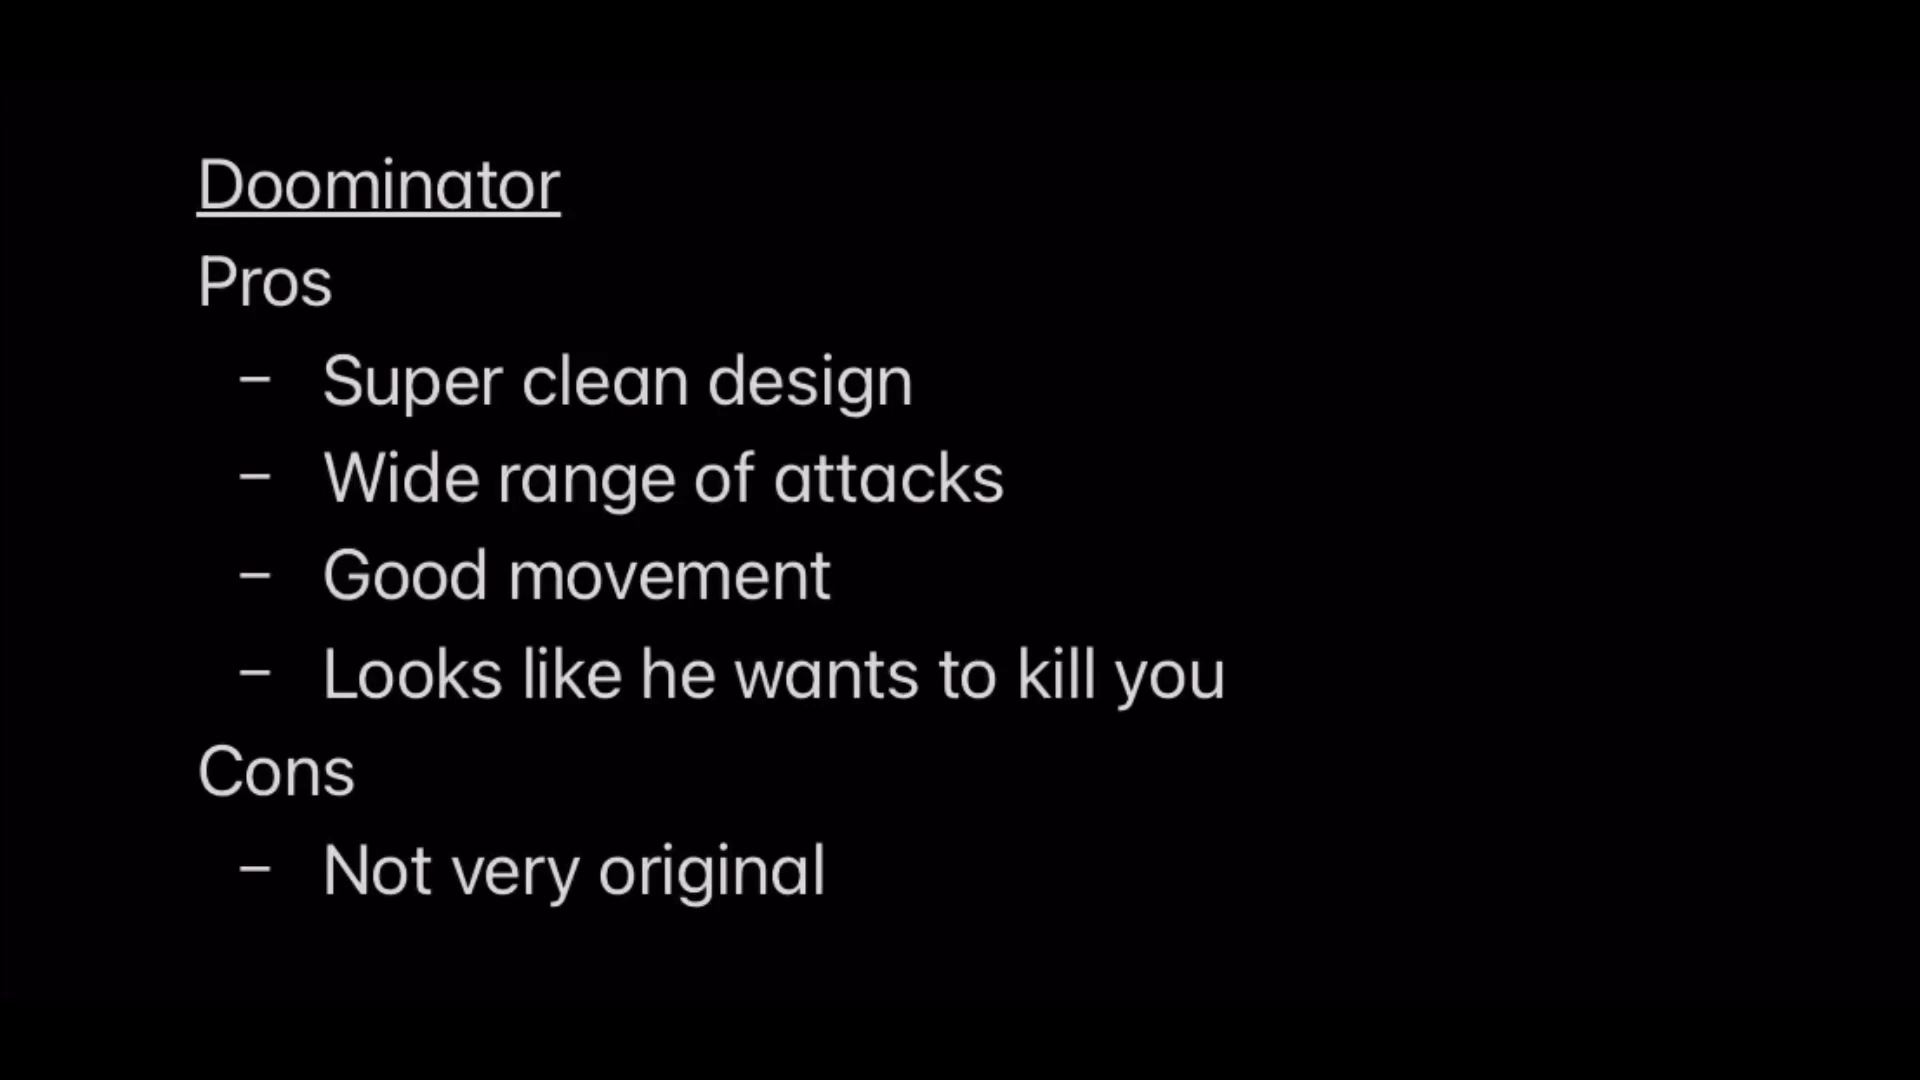 Doominator
Pros
– Super clean design
– Wide range of attacks
– Good movement
– Looks like he wants to kill you
Cons
– Not very original